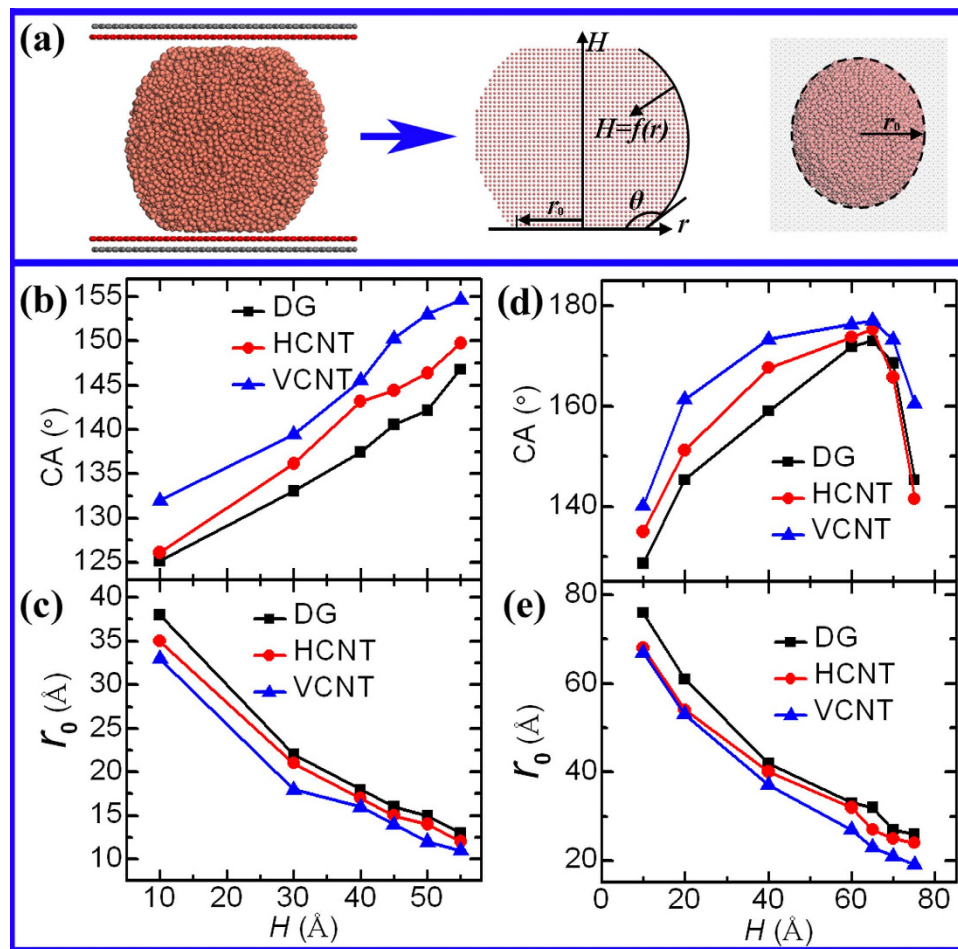 (a)
H
H=f(r)
r₀
θ
r
r₀
(b)
155
150
145
140
135
130
125
CA (°)
DG
HCNT
VCNT
(d)
180
160
140
CA (°)
DG
HCNT
VCNT
(c)
40
35
30
25
20
15
10
r₀ (Å)
DG
HCNT
VCNT
10 20 30 40 50
H (Å)
(e)
80
60
40
20
r₀ (Å)
DG
HCNT
VCNT
0 20 40 60 80
H (Å)